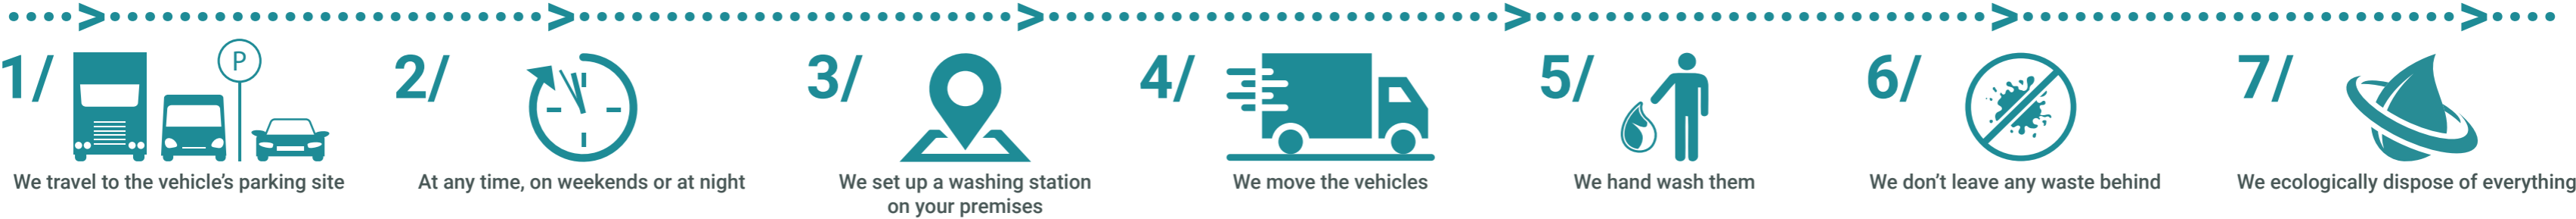 1/
P
We travel to the vehicle's parking site
2/
At any time, on weekends or at night
3/
We set up a washing station
on your premises
4/
We move the vehicles
5/
We hand wash them
6/
We don't leave any waste behind
7/
We ecologically dispose of everything